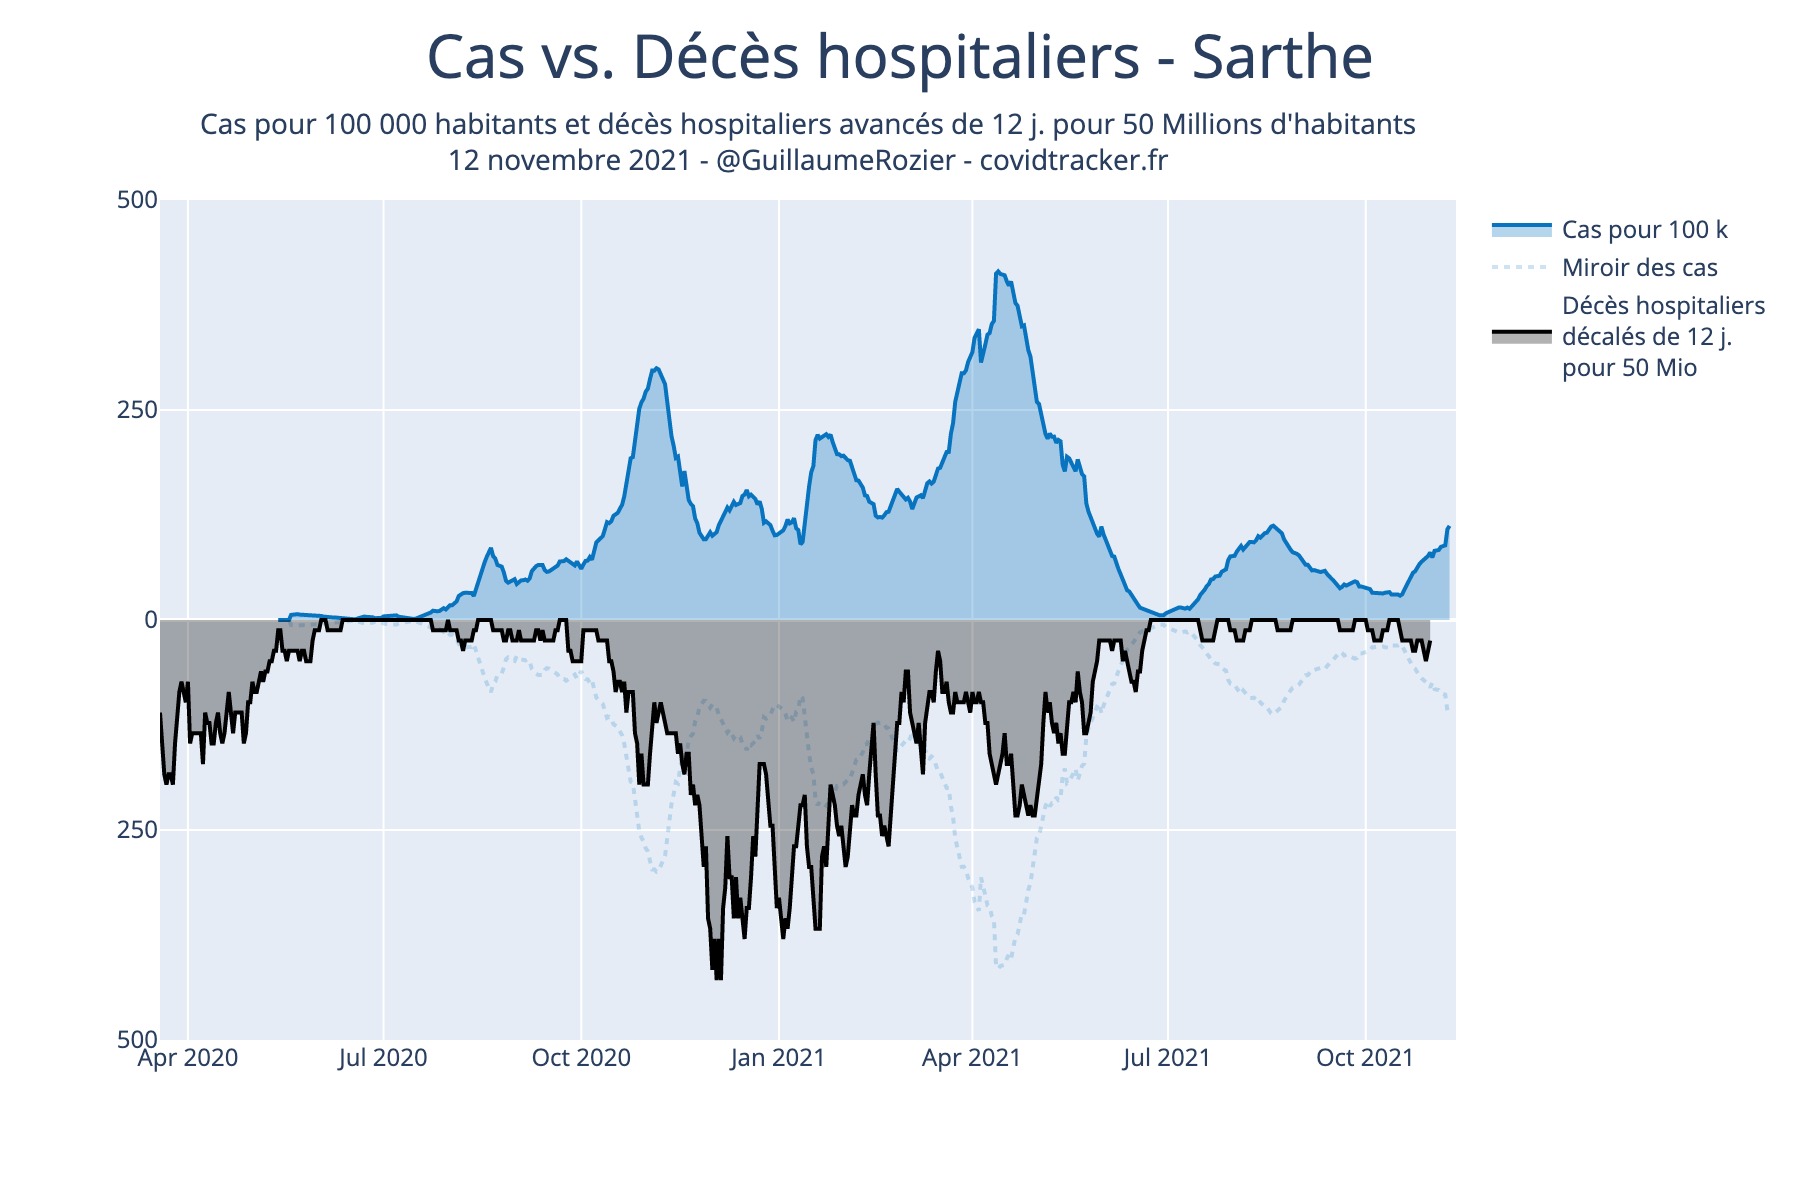 Cas vs. Décès hospitaliers - Sarthe
Cas pour 100 000 habitants et décès hospitaliers avancés de 12 j. pour 50 Millions d'habitants
12 novembre 2021 - @GuillaumeRozier - covidtracker.fr
500
250
0
250
500
Apr 2020
Jul 2020
Oct 2020
Jan 2021
Apr 2021
Jul 2021
Oct 2021
Cas pour 100 k
Miroir des cas
Décès hospitaliers
décalés de 12 j.
pour 50 Mio